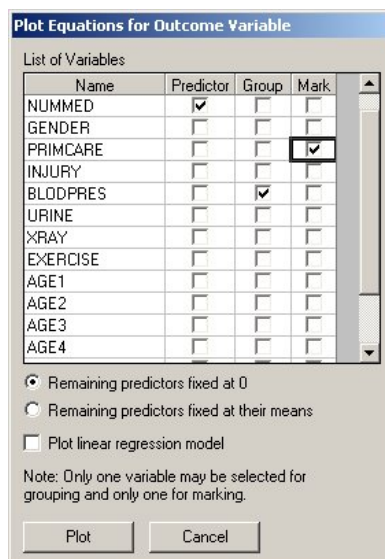 Plot Equations for Outcome Variable
List of Variables
Name Predictor Group Mark
NUMMED
GENDER
PRIMCARE
INJURY
BLODPRES
URINE
XRAY
EXERCISE
AGE1
AGE2
AGE3
AGE4
Remaining predictors fixed at 0
Remaining predictors fixed at their means
Plot linear regression model
Note: Only one variable may be selected for
grouping and only one for marking.
Plot Cancel